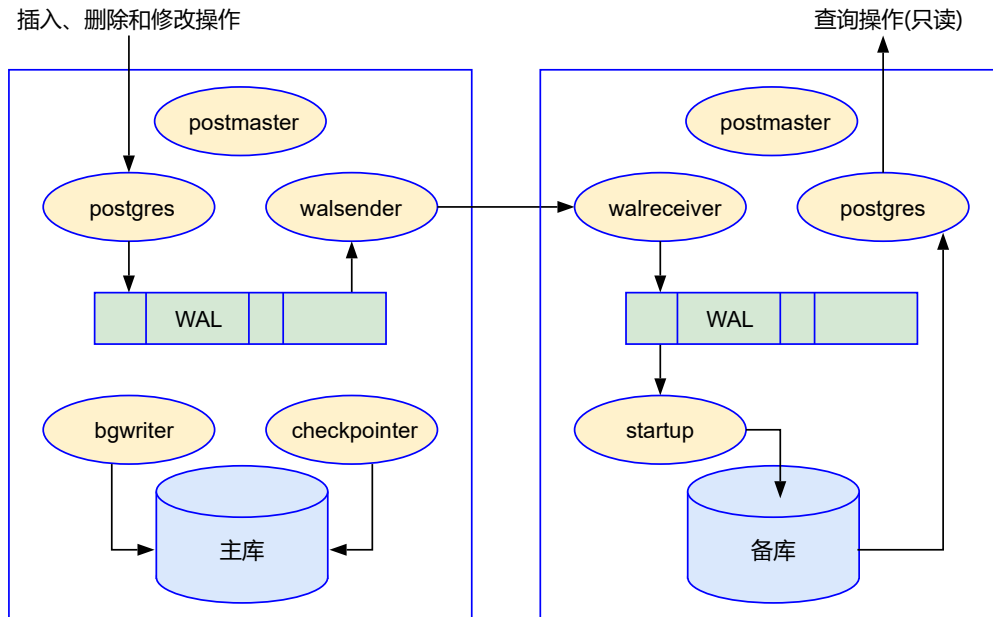 插入、删除和修改操作
查询操作(只读)
postmaster
postmaster
postgres
walsender
walreceiver
postgres
WAL
WAL
bgwriter
checkpointer
startup
主库
备库